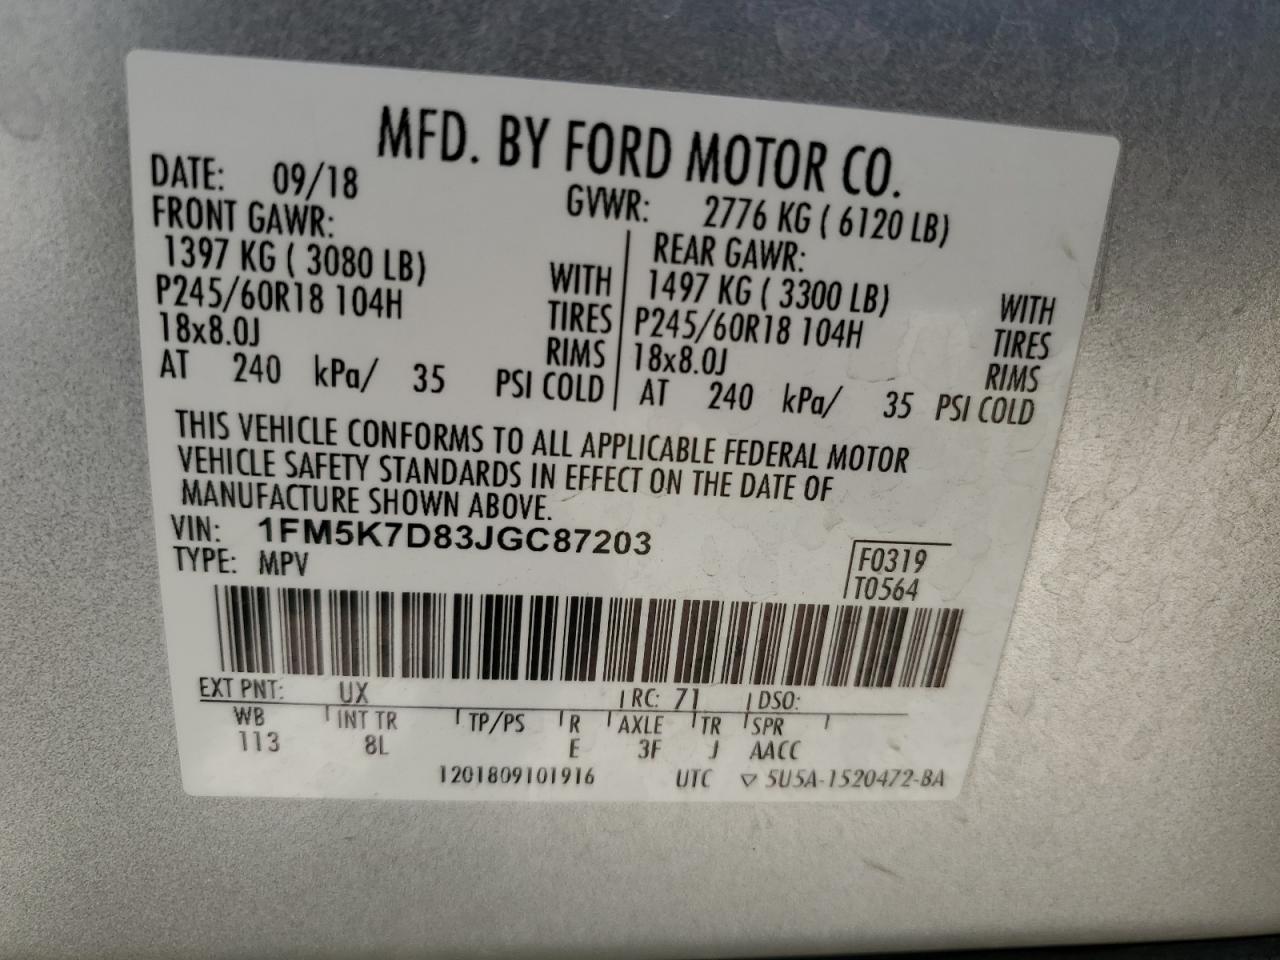 MFD. BY FORD MOTOR CO.
DATE: 09/18 GVWR: 2776 KG ( 6120 LB)
FRONT GAWR: REAR GAWR:
1397 KG ( 3080 LB) WITH 1497 KG ( 3300 LB) WITH
P245/60R18 104H TIRES P245/60R18 104H TIRES
18x8.0J RIMS 18x8.0J RIMS
AT 240 kPa/ 35 PSI COLD AT 240 kPa/ 35 PSI COLD
THIS VEHICLE CONFORMS TO ALL APPLICABLE FEDERAL MOTOR
VEHICLE SAFETY STANDARDS IN EFFECT ON THE DATE OF
MANUFACTURE SHOWN ABOVE.
VIN: 1FM5K7D83JGC87203
TYPE: MPV F0319
T0564
EXT PNT: UX RC: 71 DSO:
WB INT TR TP/PS R AXLE TR SPR
113 8L E 3F J AACC
1201809101916 UTC ▽ 5U5A-1520472-BA